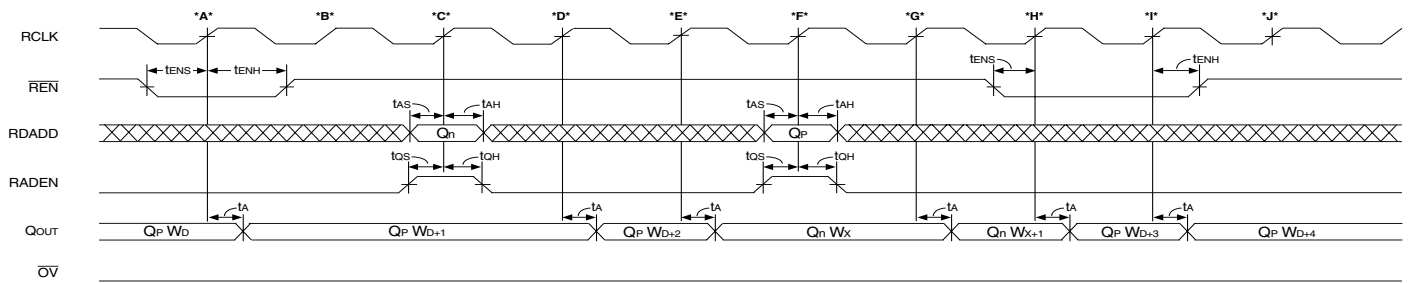 *A* *B* *C* *D* *E* *F* *G* *H* *I* *J*
RCLK
tENS tENH tENS tENH
REN
tAS tAH tAS tAH
RDADD Qn QP
tQS tQH tQS tQH
RADEN
tA tA tA tA tA tA
QOUT QP WD QP WD+1 QP WD+2 Qn WX Qn WX+1 QP WD+3 QP WD+4
OV